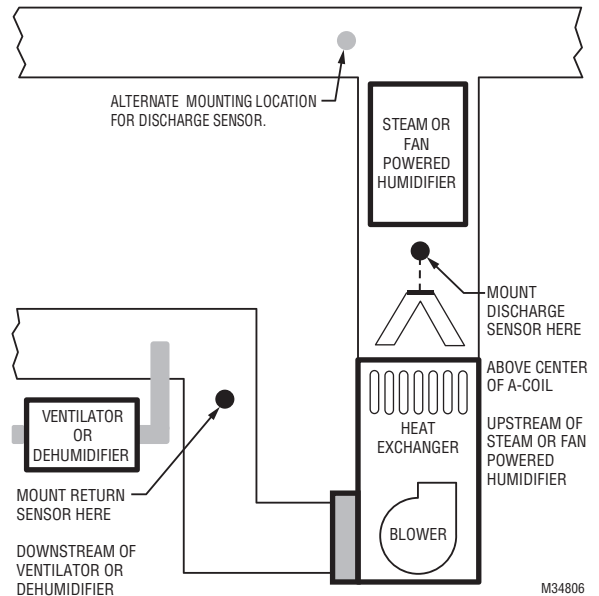 ALTERNATE MOUNTING LOCATION
FOR DISCHARGE SENSOR.
STEAM OR
FAN
POWERED
HUMIDIFIER
MOUNT
DISCHARGE
SENSOR HERE
ABOVE CENTER
OF A-COIL
UPSTREAM OF
STEAM OR FAN
POWERED
HUMIDIFIER
HEAT
EXCHANGER
BLOWER
VENTILATOR
OR
DEHUMIDIFIER
MOUNT RETURN
SENSOR HERE
DOWNSTREAM OF
VENTILATOR OR
DEHUMIDIFIER
M34806